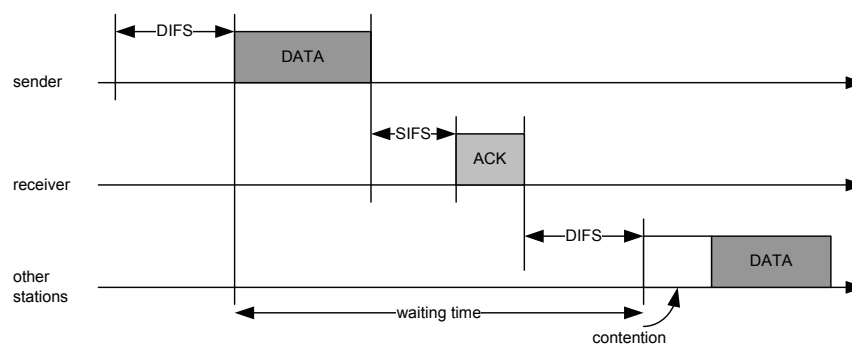 DIFS
DATA
sender
SIFS
ACK
receiver
DIFS
DATA
other
stations
waiting time
contention